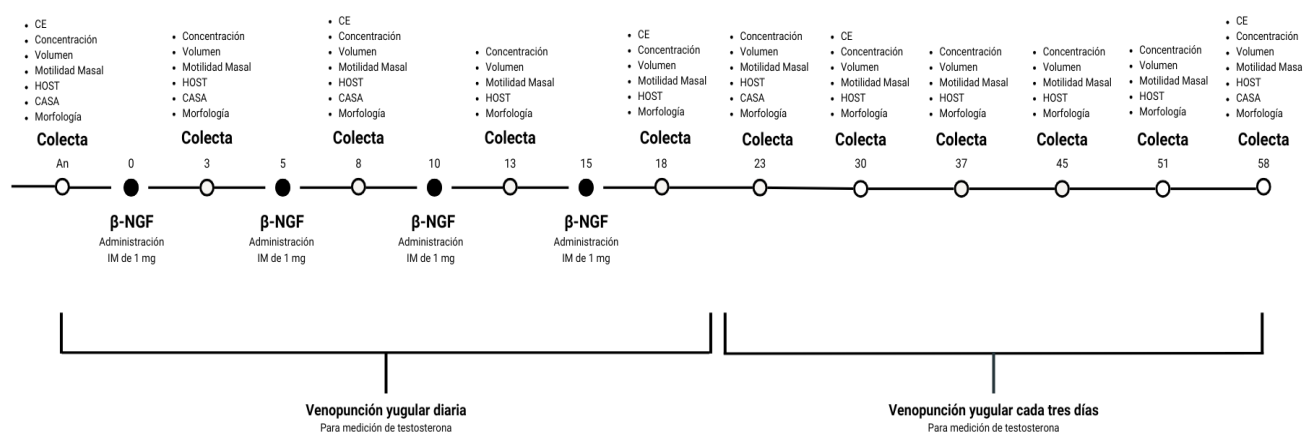 • CE
• Concentración
• Volumen
• Motilidad Masal
• HOST
• CASA
• Morfología
Colecta
An
• Concentración
• Volumen
• Motilidad Masal
• HOST
• CASA
• Morfología
Colecta
3
• CE
• Concentración
• Volumen
• Motilidad Masal
• HOST
• CASA
• Morfología
Colecta
8
• Concentración
• Volumen
• Motilidad Masal
• HOST
• Morfología
Colecta
13
• CE
• Concentración
• Volumen
• Motilidad Masal
• HOST
• Morfología
Colecta
18
• Concentración
• Volumen
• Motilidad Masal
• HOST
• CASA
• Morfología
Colecta
23
• CE
• Concentración
• Volumen
• Motilidad Masal
• HOST
• Morfología
Colecta
30
• Concentración
• Volumen
• Motilidad Masal
• HOST
• Morfología
Colecta
37
• Concentración
• Volumen
• Motilidad Masal
• HOST
• Morfología
Colecta
45
• Concentración
• Volumen
• Motilidad Masal
• HOST
• Morfología
Colecta
51
• CE
• Concentración
• Volumen
• Motilidad Masa
• HOST
• CASA
• Morfología
Colecta
58
0
β-NGF
Administración
IM de 1 mg
5
β-NGF
Administración
IM de 1 mg
10
β-NGF
Administración
IM de 1 mg
15
β-NGF
Administración
IM de 1 mg
Venopunción yugular diaria
Para medición de testosterona
Venopunción yugular cada tres días
Para medición de testosterona